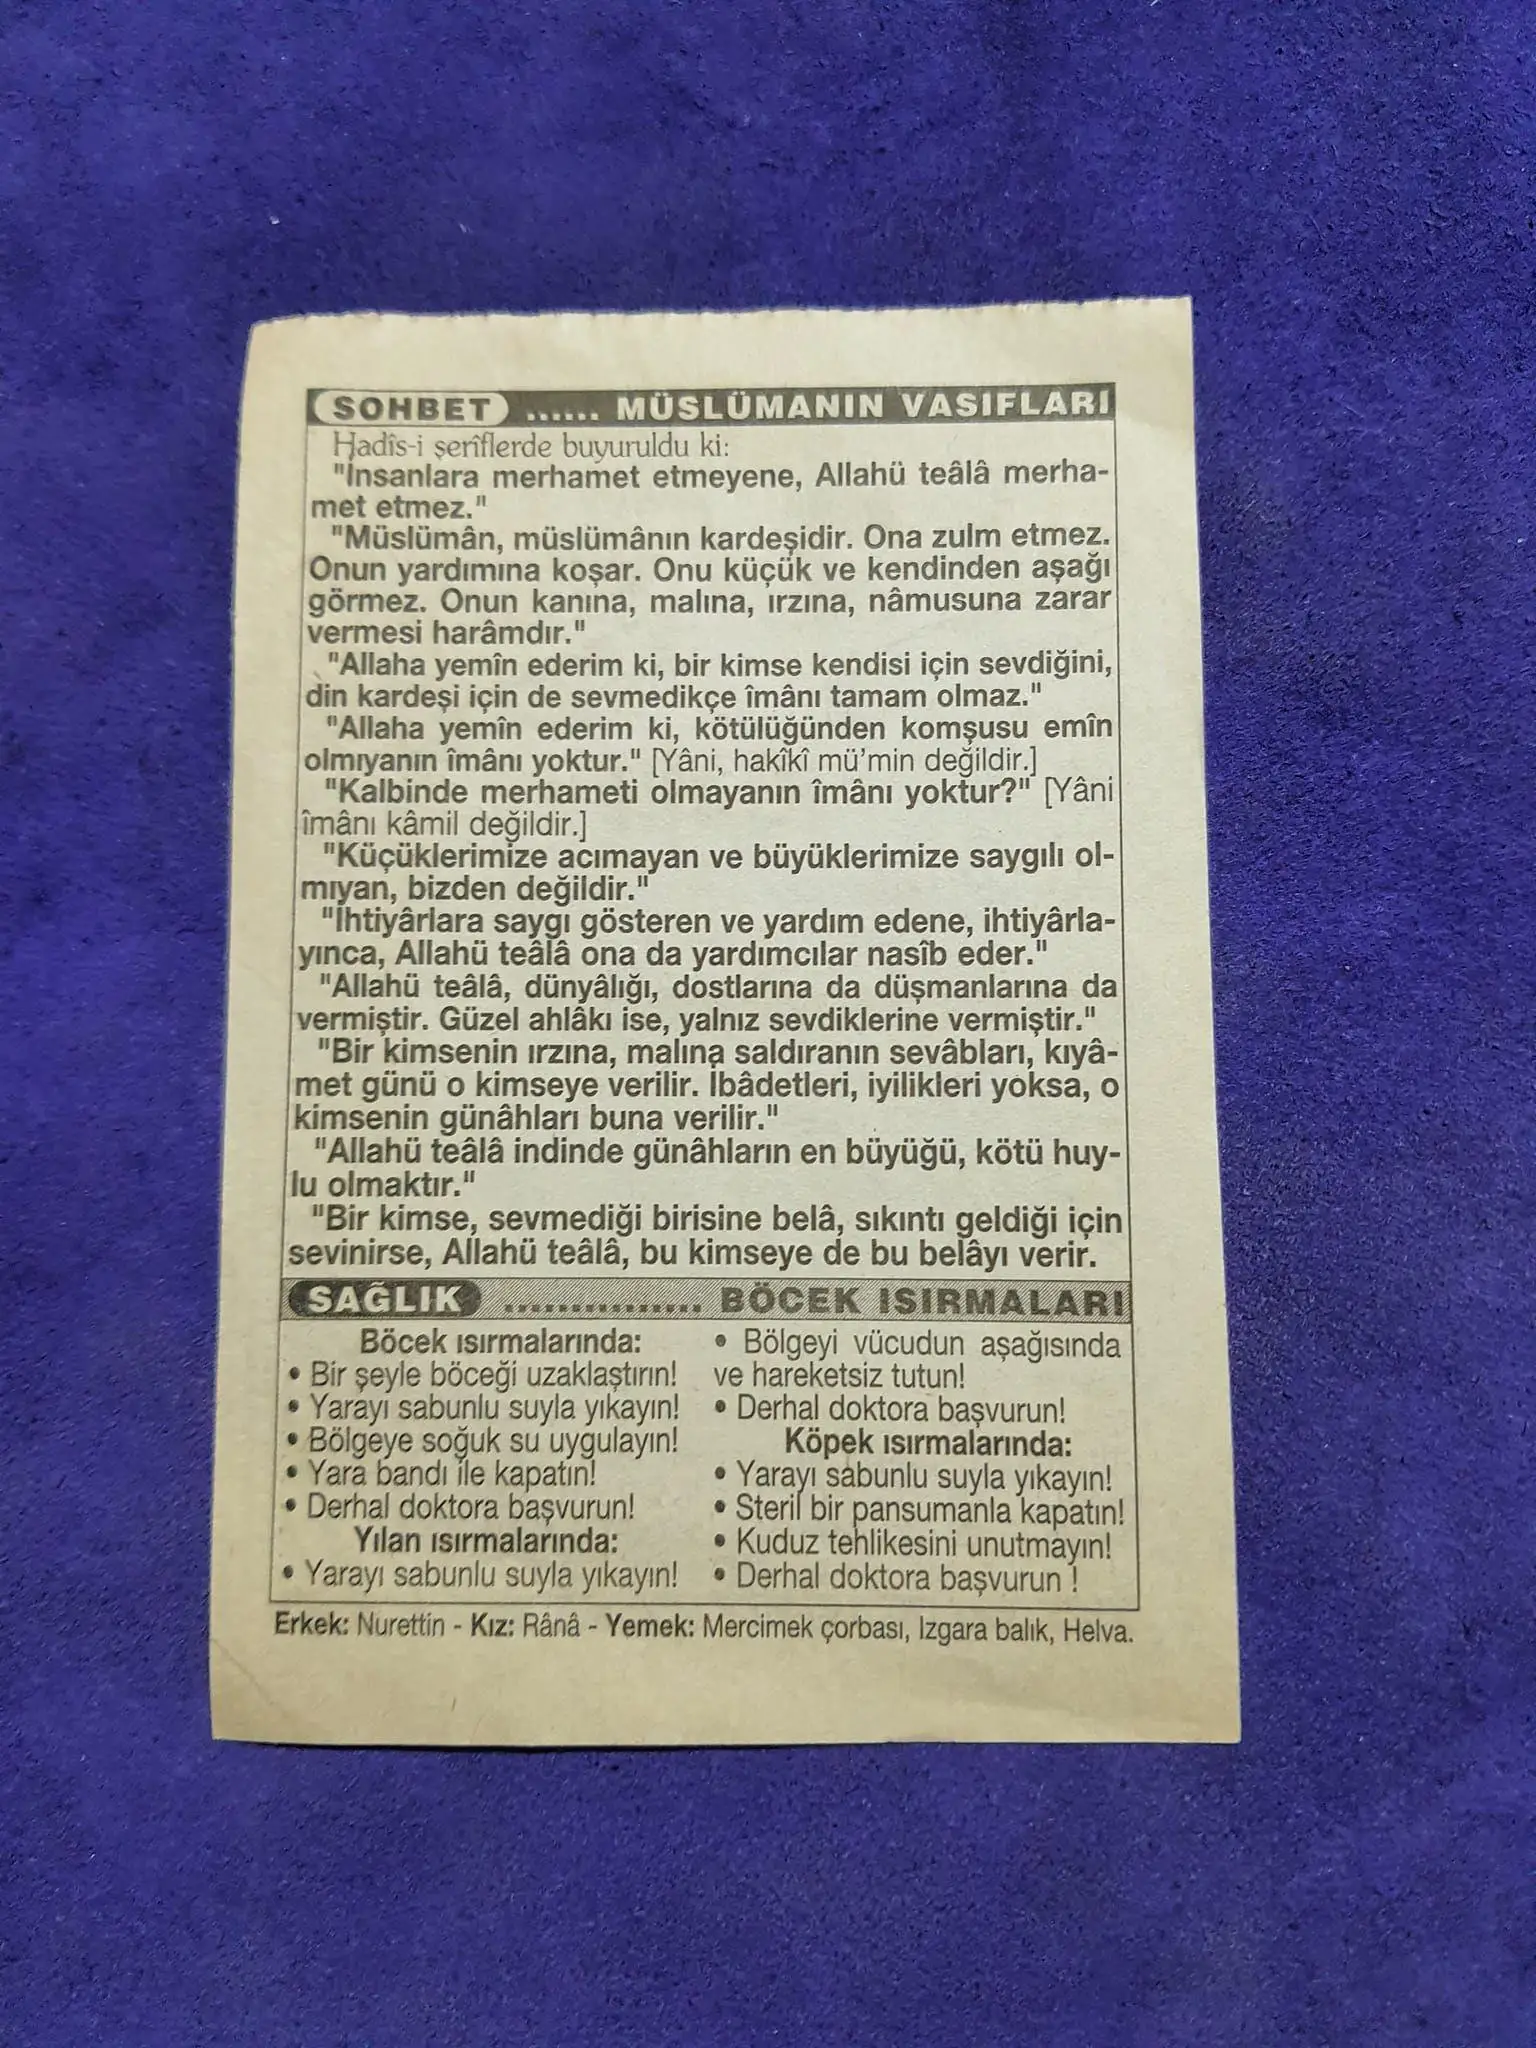 SOHBET ...... MÜSLÜMANIN VASIFLARI
Hadîs-i şerîflerde buyuruldu ki:
"İnsanlara merhamet etmeyene, Allahü teâlâ merha-
met etmez."
"Müslümân, müslümânın kardeşidir. Ona zulm etmez.
Onun yardımına koşar. Onu küçük ve kendinden aşağı
görmez. Onun kanına, malına, ırzına, nâmusuna zarar
vermesi harâmdır."
"Allaha yemîn ederim ki, bir kimse kendisi için sevdiğini,
din kardeşi için de sevmedikçe îmânı tamam olmaz."
"Allaha yemîn ederim ki, kötülüğünden komşusu emîn
olmıyanın îmânı yoktur." [Yâni, hakîkî mü'min değildir.]
"Kalbinde merhameti olmayanın îmânı yoktur?" [Yâni
îmânı kâmil değildir.]
"Küçüklerimize acımayan ve büyüklerimize saygılı ol-
mıyan, bizden değildir."
"İhtiyârlara saygı gösteren ve yardım edene, ihtiyârla-
yınca, Allahü teâlâ ona da yardımcılar nasîb eder."
"Allahü teâlâ, dünyâlığı, dostlarına da düşmanlarına da
vermiştir. Güzel ahlâkı ise, yalnız sevdiklerine vermiştir."
"Bir kimsenin ırzına, malına saldıranın sevâbları, kıyâ-
met günü o kimseye verilir. İbâdetleri, iyilikleri yoksa, o
kimsenin günâhları buna verilir."
"Allahü teâlâ indinde günâhların en büyüğü, kötü huy-
lu olmaktır."
"Bir kimse, sevmediği birisine belâ, sıkıntı geldiği için
sevinirse, Allahü teâlâ, bu kimseye de bu belâyı verir.
SAĞLIK ............... BÖCEK ISIRMALARI
Böcek ısırmalarında:
• Bir şeyle böceği uzaklaştırın!
• Yarayı sabunlu suyla yıkayın!
• Bölgeye soğuk su uygulayın!
• Yara bandı ile kapatın!
• Derhal doktora başvurun!
Yılan ısırmalarında:
• Yarayı sabunlu suyla yıkayın!
• Bölgeyi vücudun aşağısında
ve hareketsiz tutun!
• Derhal doktora başvurun!
Köpek ısırmalarında:
• Yarayı sabunlu suyla yıkayın!
• Steril bir pansumanla kapatın!
• Kuduz tehlikesini unutmayın!
• Derhal doktora başvurun !
Erkek: Nurettin - Kız: Rânâ - Yemek: Mercimek çorbası, Izgara balık, Helva.